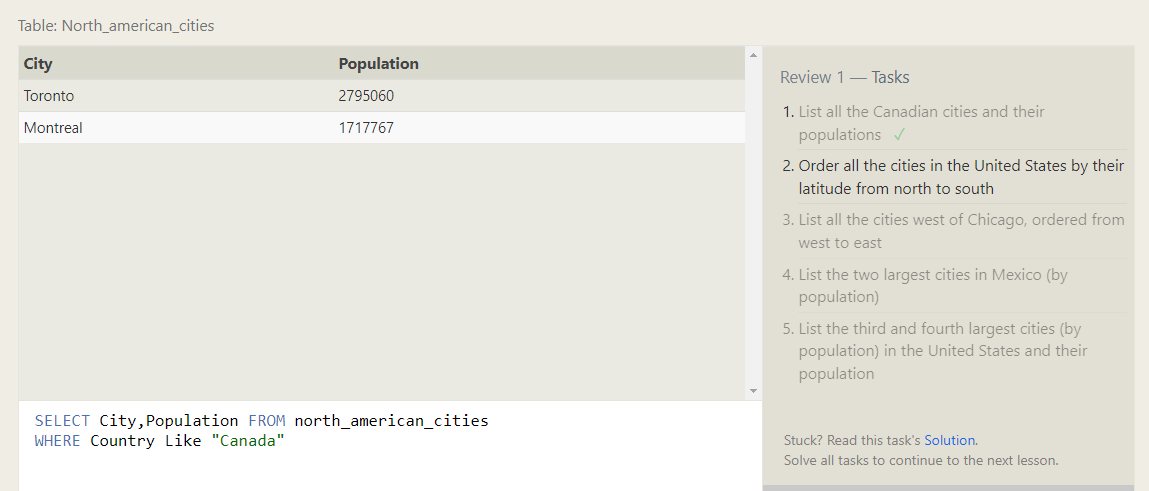 Table: North_american_cities
City Population
Toronto 2795060
Montreal 1717767
SELECT City,Population FROM north_american_cities
WHERE Country Like "Canada"
Review 1 — Tasks
1. List all the Canadian cities and their
populations ✓
2. Order all the cities in the United States by their
latitude from north to south
3. List all the cities west of Chicago, ordered from
west to east
4. List the two largest cities in Mexico (by
population)
5. List the third and fourth largest cities (by
population) in the United States and their
population
Stuck? Read this task's Solution.
Solve all tasks to continue to the next lesson.